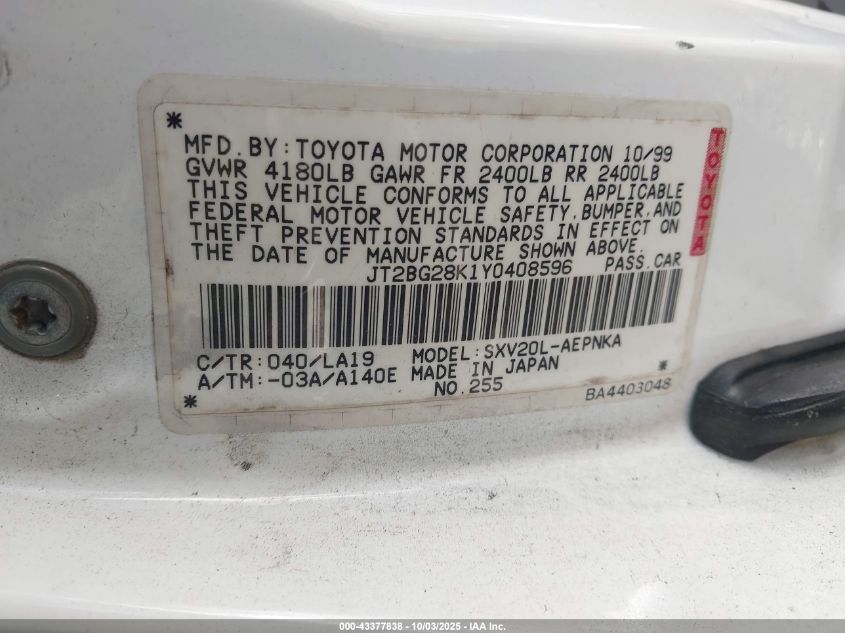 MFD. BY: TOYOTA MOTOR CORPORATION 10/99
GVWR 4180LB GAWR FR 2400LB RR 2400LB
THIS VEHICLE CONFORMS TO ALL APPLICABLE
FEDERAL MOTOR VEHICLE SAFETY, BUMPER, AND
THEFT PREVENTION STANDARDS IN EFFECT ON
THE DATE OF MANUFACTURE SHOWN ABOVE.
JT2BG28K1Y0408596 PASS. CAR
TOYOTA
C/TR: 040/LA19 MODEL: SXV20L-AEPNKA
A/TM: -03A/A140E MADE IN JAPAN
NO. 255 BA4403048
000-43377838 - 10/03/2025 - IAA Inc.